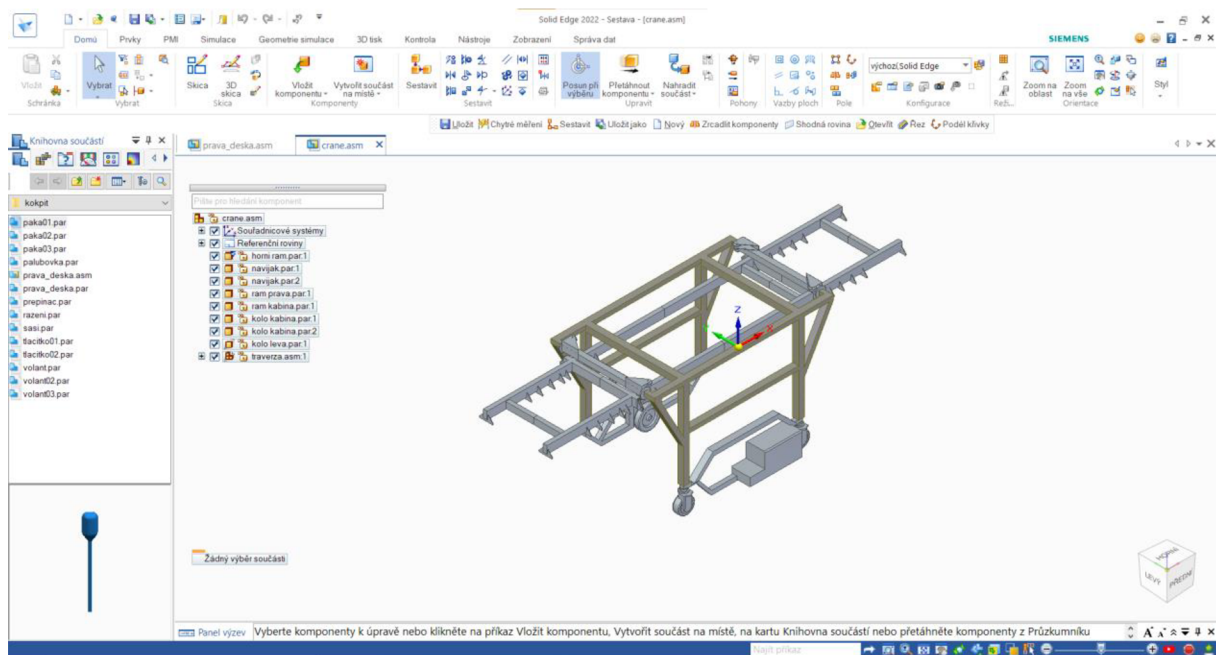 Solid Edge 2022 - Sestava - [crane.asm]
Domů Prvky PMI Simulace Geometrie simulace 3D tisk Kontrola Nástroje Zobrazení Správa dat SIEMENS
Vložit Vybrat Skica 3D skica Vložit komponentu Vytvořit součást na místě Sestavit Posun při výběru Přetáhnout komponentu Nahradit součást výchozí,Solid Edge Zoom na oblast Zoom na vše Styl
Schránka Vybrat Skica Komponenty Sestavit Upravit Pohony Vazby ploch Pole Konfigurace Reži... Orientace
Uložit Chytré měření Sestavit Uložit jako Nový Zrcadlit komponenty Shodná rovina Otevřít Řez Podél křivky
Knihovna součástí
prava_deska.asm crane.asm
kokpit
Pište pro hledání komponent
paka01.par
paka02.par
paka03.par
palubovka.par
prava_deska.asm
prava_deska.par
prepinac.par
razeni.par
sasi.par
tlacitko01.par
tlacitko02.par
volant.par
volant02.par
volant03.par
crane.asm
Souřadnicové systémy
Referenční roviny
horni ram.par:1
navijak.par:1
navijak.par:2
ram prava.par:1
ram kabina.par:1
kolo kabina.par:1
kolo kabina.par:2
kolo leva.par:1
traverza.asm:1
Z
X
Žádný výběr součásti
HORNÍ
LEVÝ
PŘEDNÍ
Panel výzev Vyberte komponenty k úpravě nebo klikněte na příkaz Vložit komponentu, Vytvořit součást na místě, na kartu Knihovna součástí nebo přetáhněte komponenty z Průzkumníku
Najít příkaz